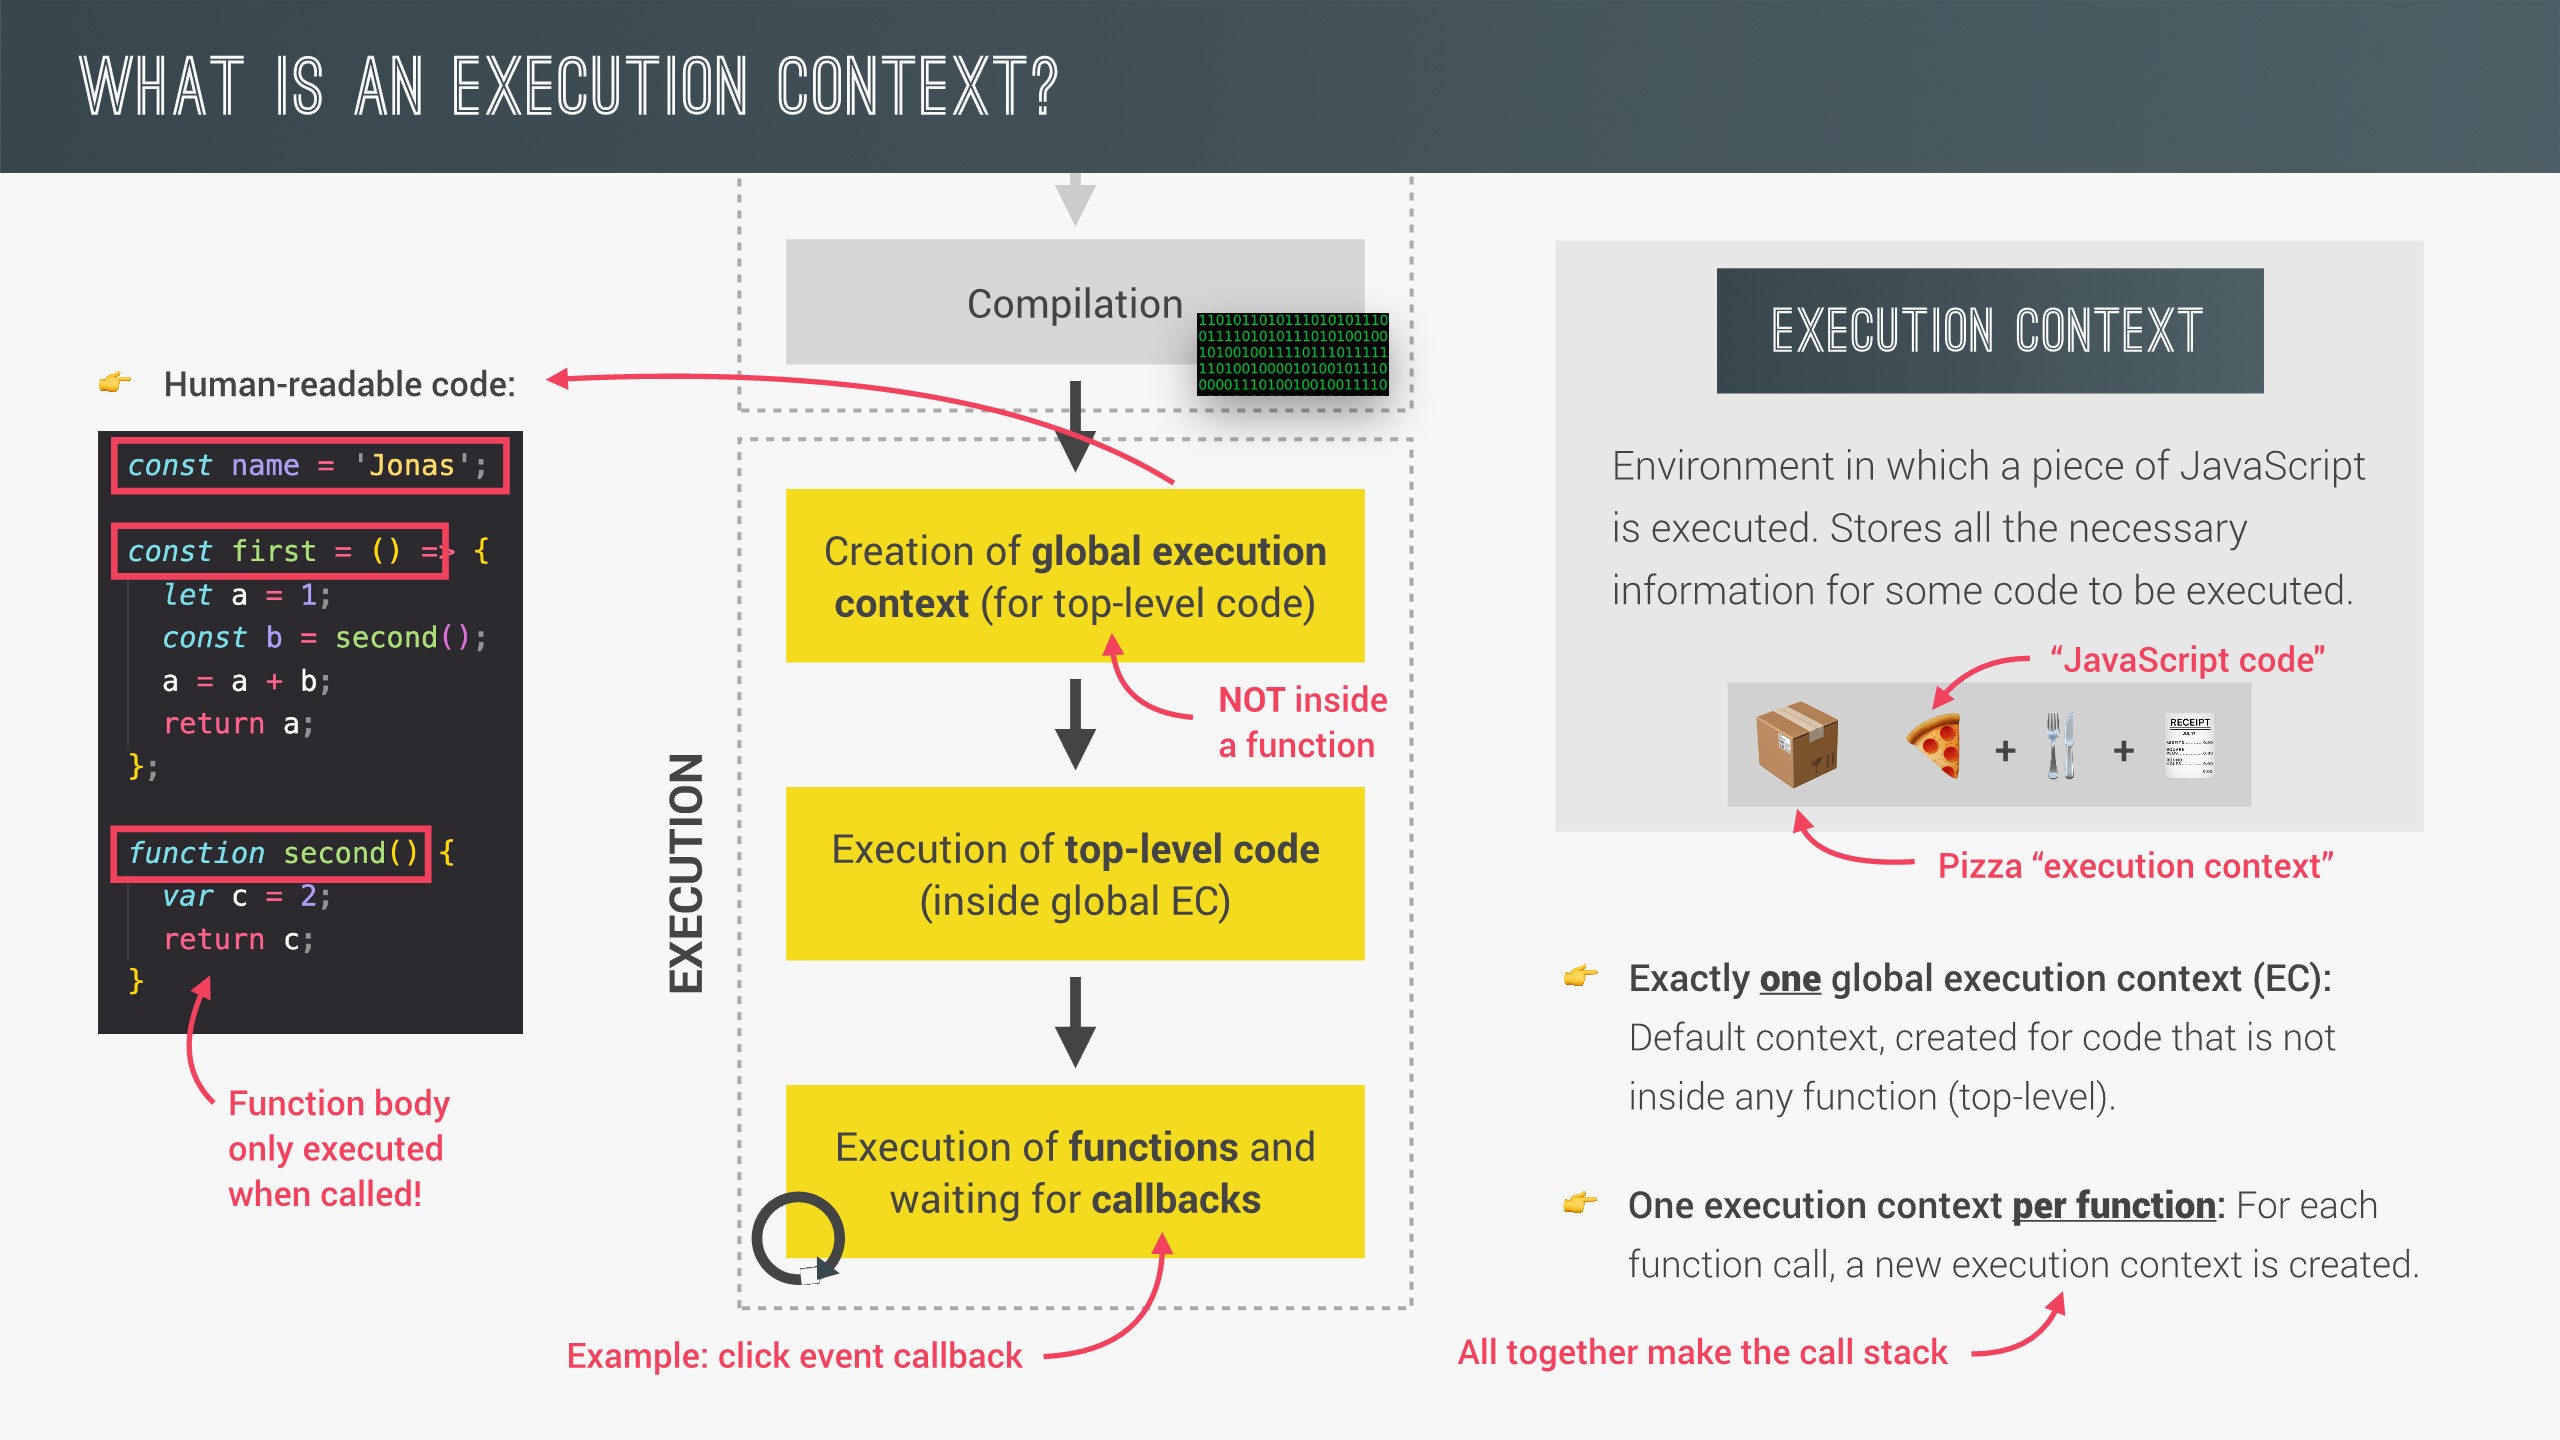 WHAT IS AN EXECUTION CONTEXT?
👉 Human-readable code:
const name = 'Jonas';
const first = () => {
let a = 1;
const b = second();
a = a + b;
return a;
};
function second() {
var c = 2;
return c;
}
Function body
only executed
when called!
Compilation
1101011010111010101110
0111101010111010100100
1010010011110111011111
1101001000010100101110
0000111010010010011110
EXECUTION
Creation of global execution
context (for top-level code)
NOT inside
a function
Execution of top-level code
(inside global EC)
Execution of functions and
waiting for callbacks
Example: click event callback
EXECUTION CONTEXT
Environment in which a piece of JavaScript
is executed. Stores all the necessary
information for some code to be executed.
“JavaScript code”
+ +
RECEIPT
Pizza “execution context”
👉 Exactly one global execution context (EC):
Default context, created for code that is not
inside any function (top-level).
👉 One execution context per function: For each
function call, a new execution context is created.
All together make the call stack